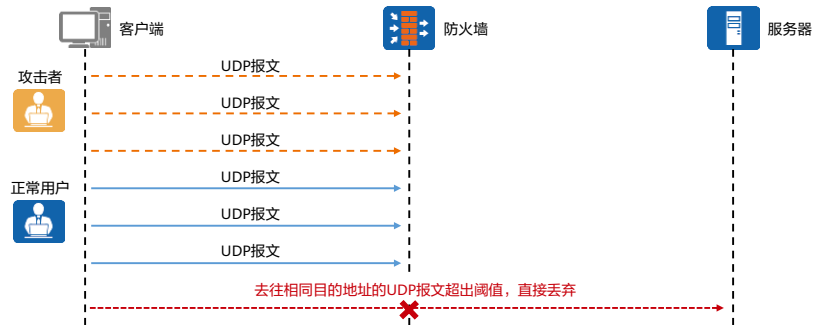 客户端
防火墙
服务器
攻击者
UDP报文
UDP报文
UDP报文
正常用户
UDP报文
UDP报文
UDP报文
去往相同目的地址的UDP报文超出阈值，直接丢弃